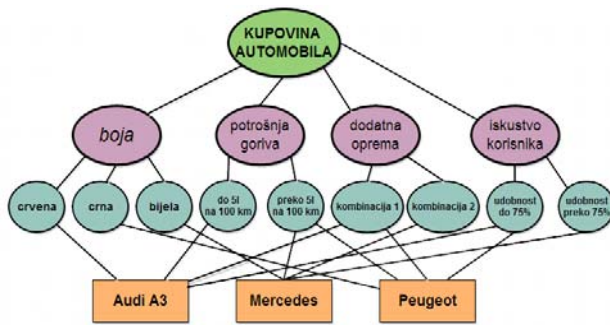 KUPOVINA
AUTOMOBILA
boja
potrošnja
goriva
dodatna
oprema
iskustvo
korisnika
crvena
crna
bijela
do 5l
na 100 km
preko 5l
na 100 km
kombinacija 1
kombinacija 2
udobnost
do 75%
udobnost
preko 75%
Audi A3
Mercedes
Peugeot